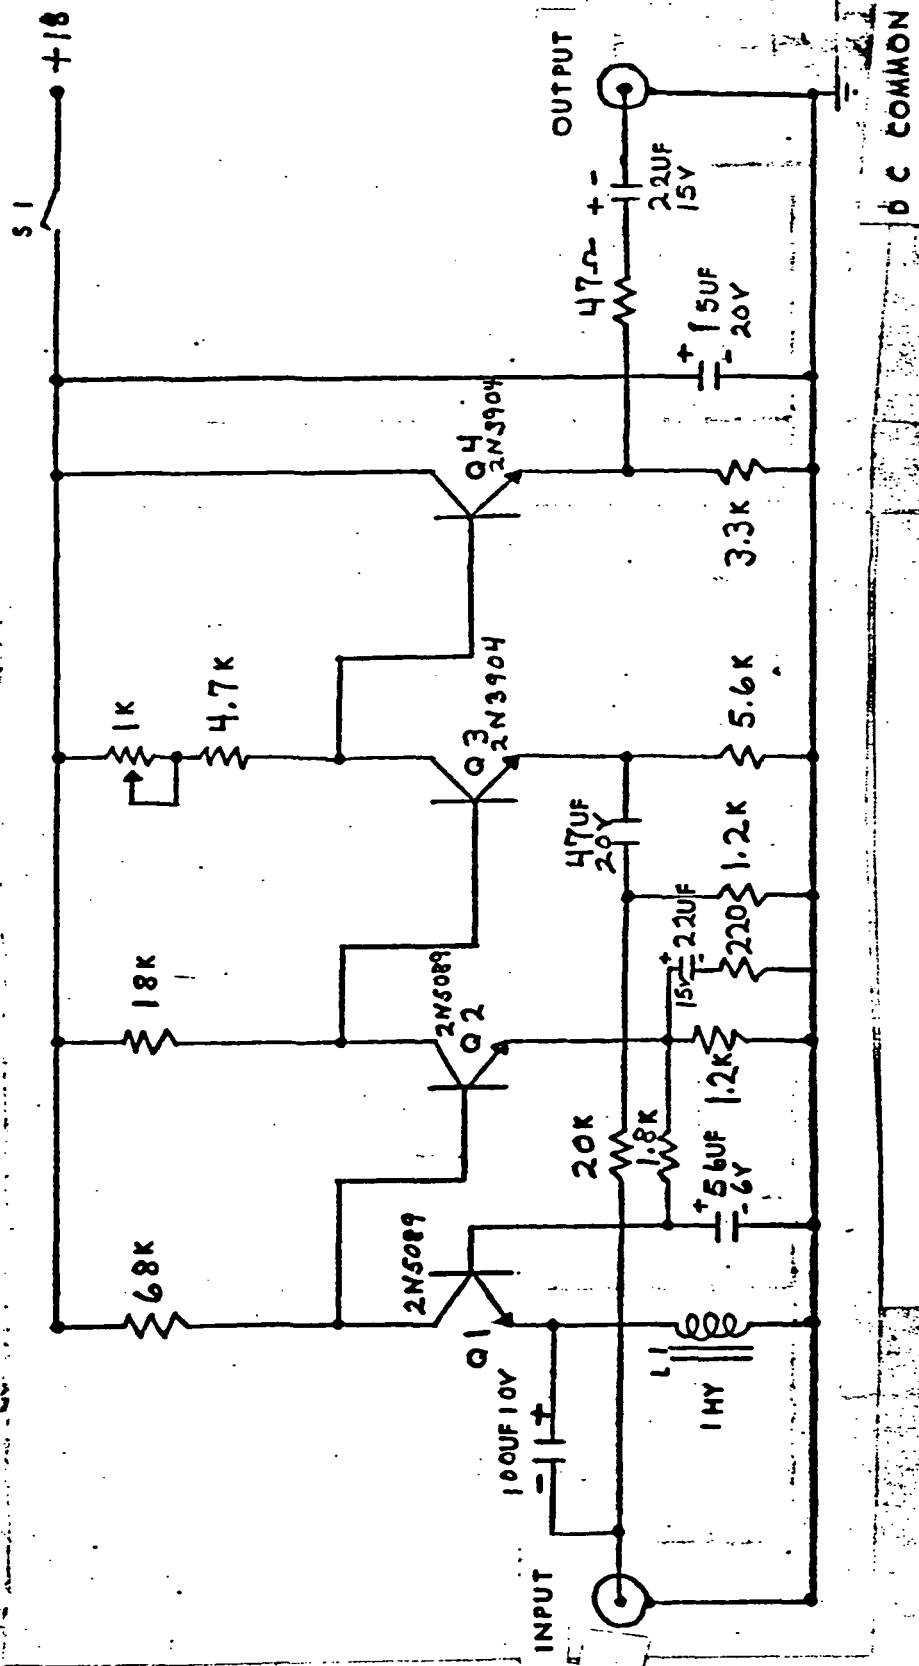 +18
S1
1K
4.7K
18K
68K
OUTPUT
47Ω
+ -
22UF
15V
+
15UF
20V
-
Q4
2N3904
3.3K
Q3
2N3904
5.6K
47UF
20V
1.2K
2N5089
Q2
+
22UF
15V
-
220
1.2K
20K
1.8K
+
56UF
6V
-
2N5089
Q1
100UF 10V
- +
L1
1HY
INPUT
DC COMMON